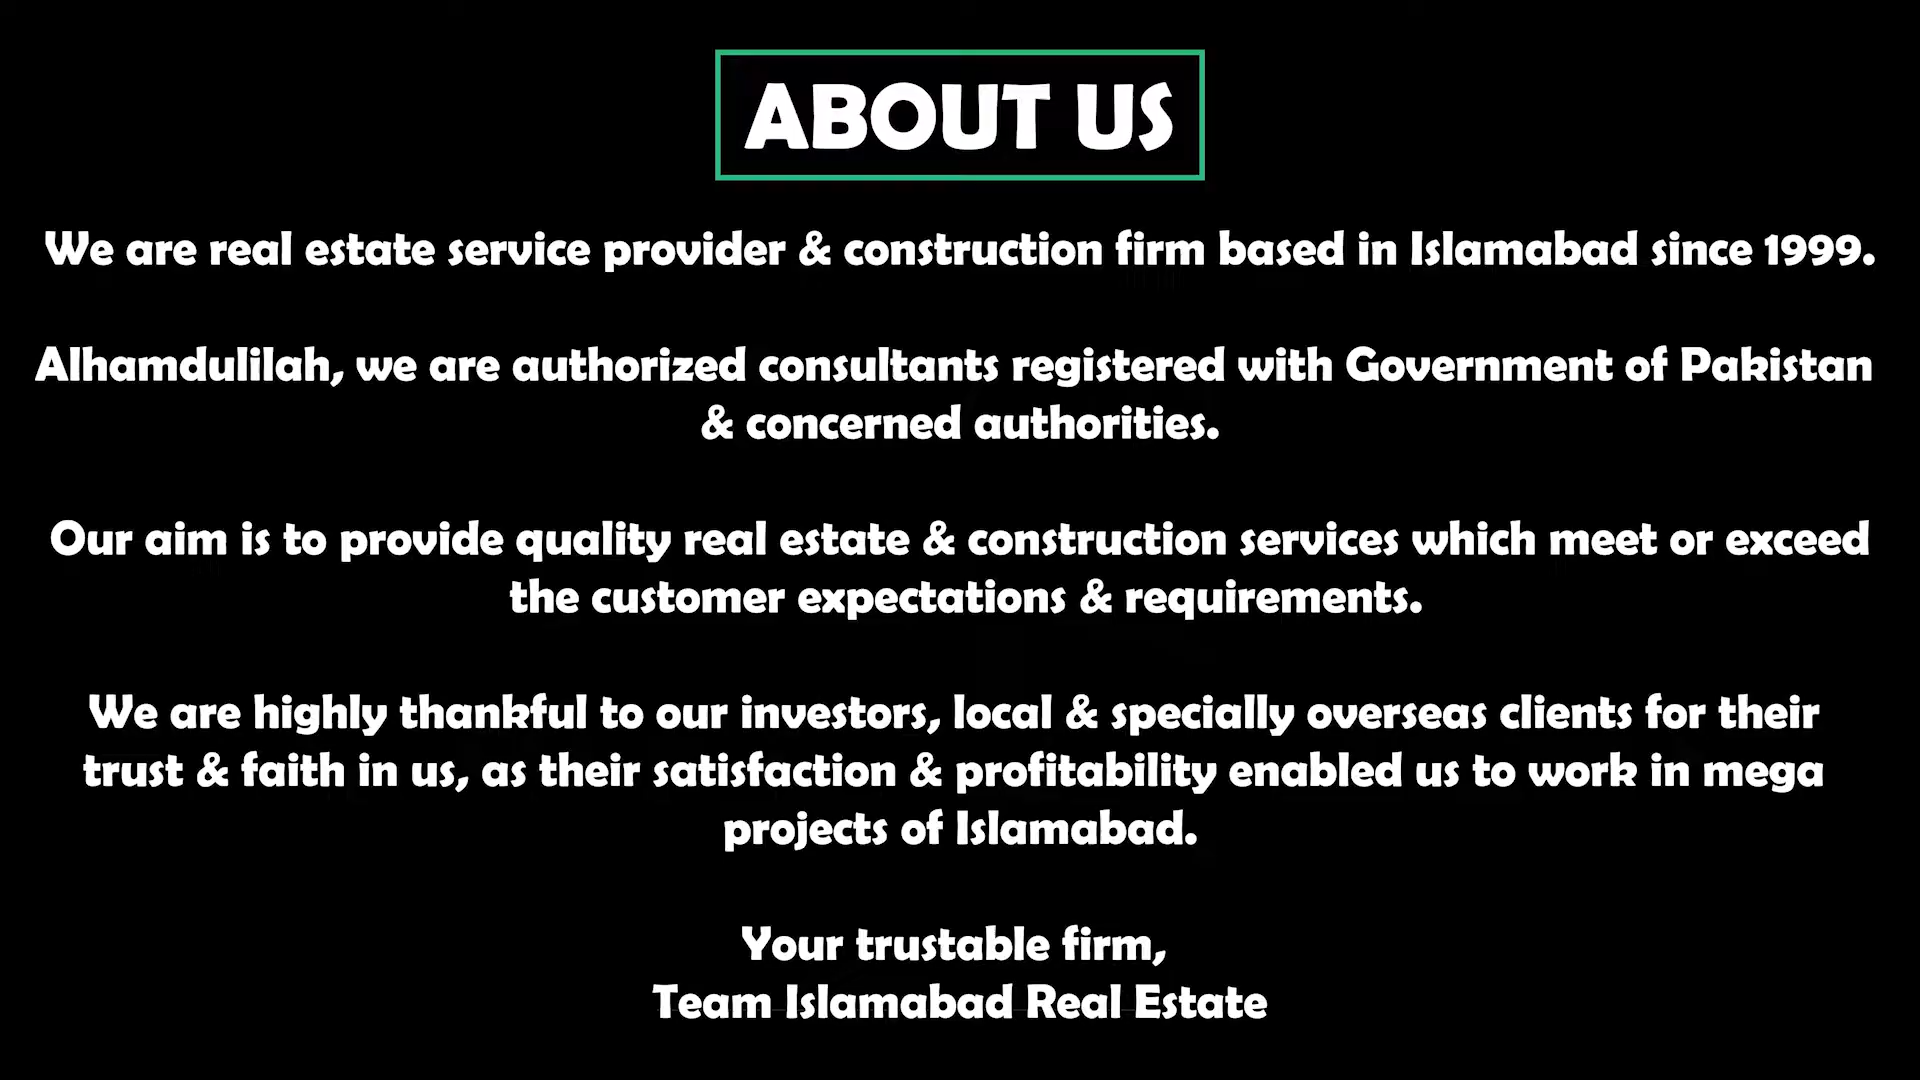 ABOUT US
We are real estate service provider & construction firm based in Islamabad since 1999.
Alhamdulilah, we are authorized consultants registered with Government of Pakistan
& concerned authorities.
Our aim is to provide quality real estate & construction services which meet or exceed
the customer expectations & requirements.
We are highly thankful to our investors, local & specially overseas clients for their
trust & faith in us, as their satisfaction & profitability enabled us to work in mega
projects of Islamabad.
Your trustable firm,
Team Islamabad Real Estate